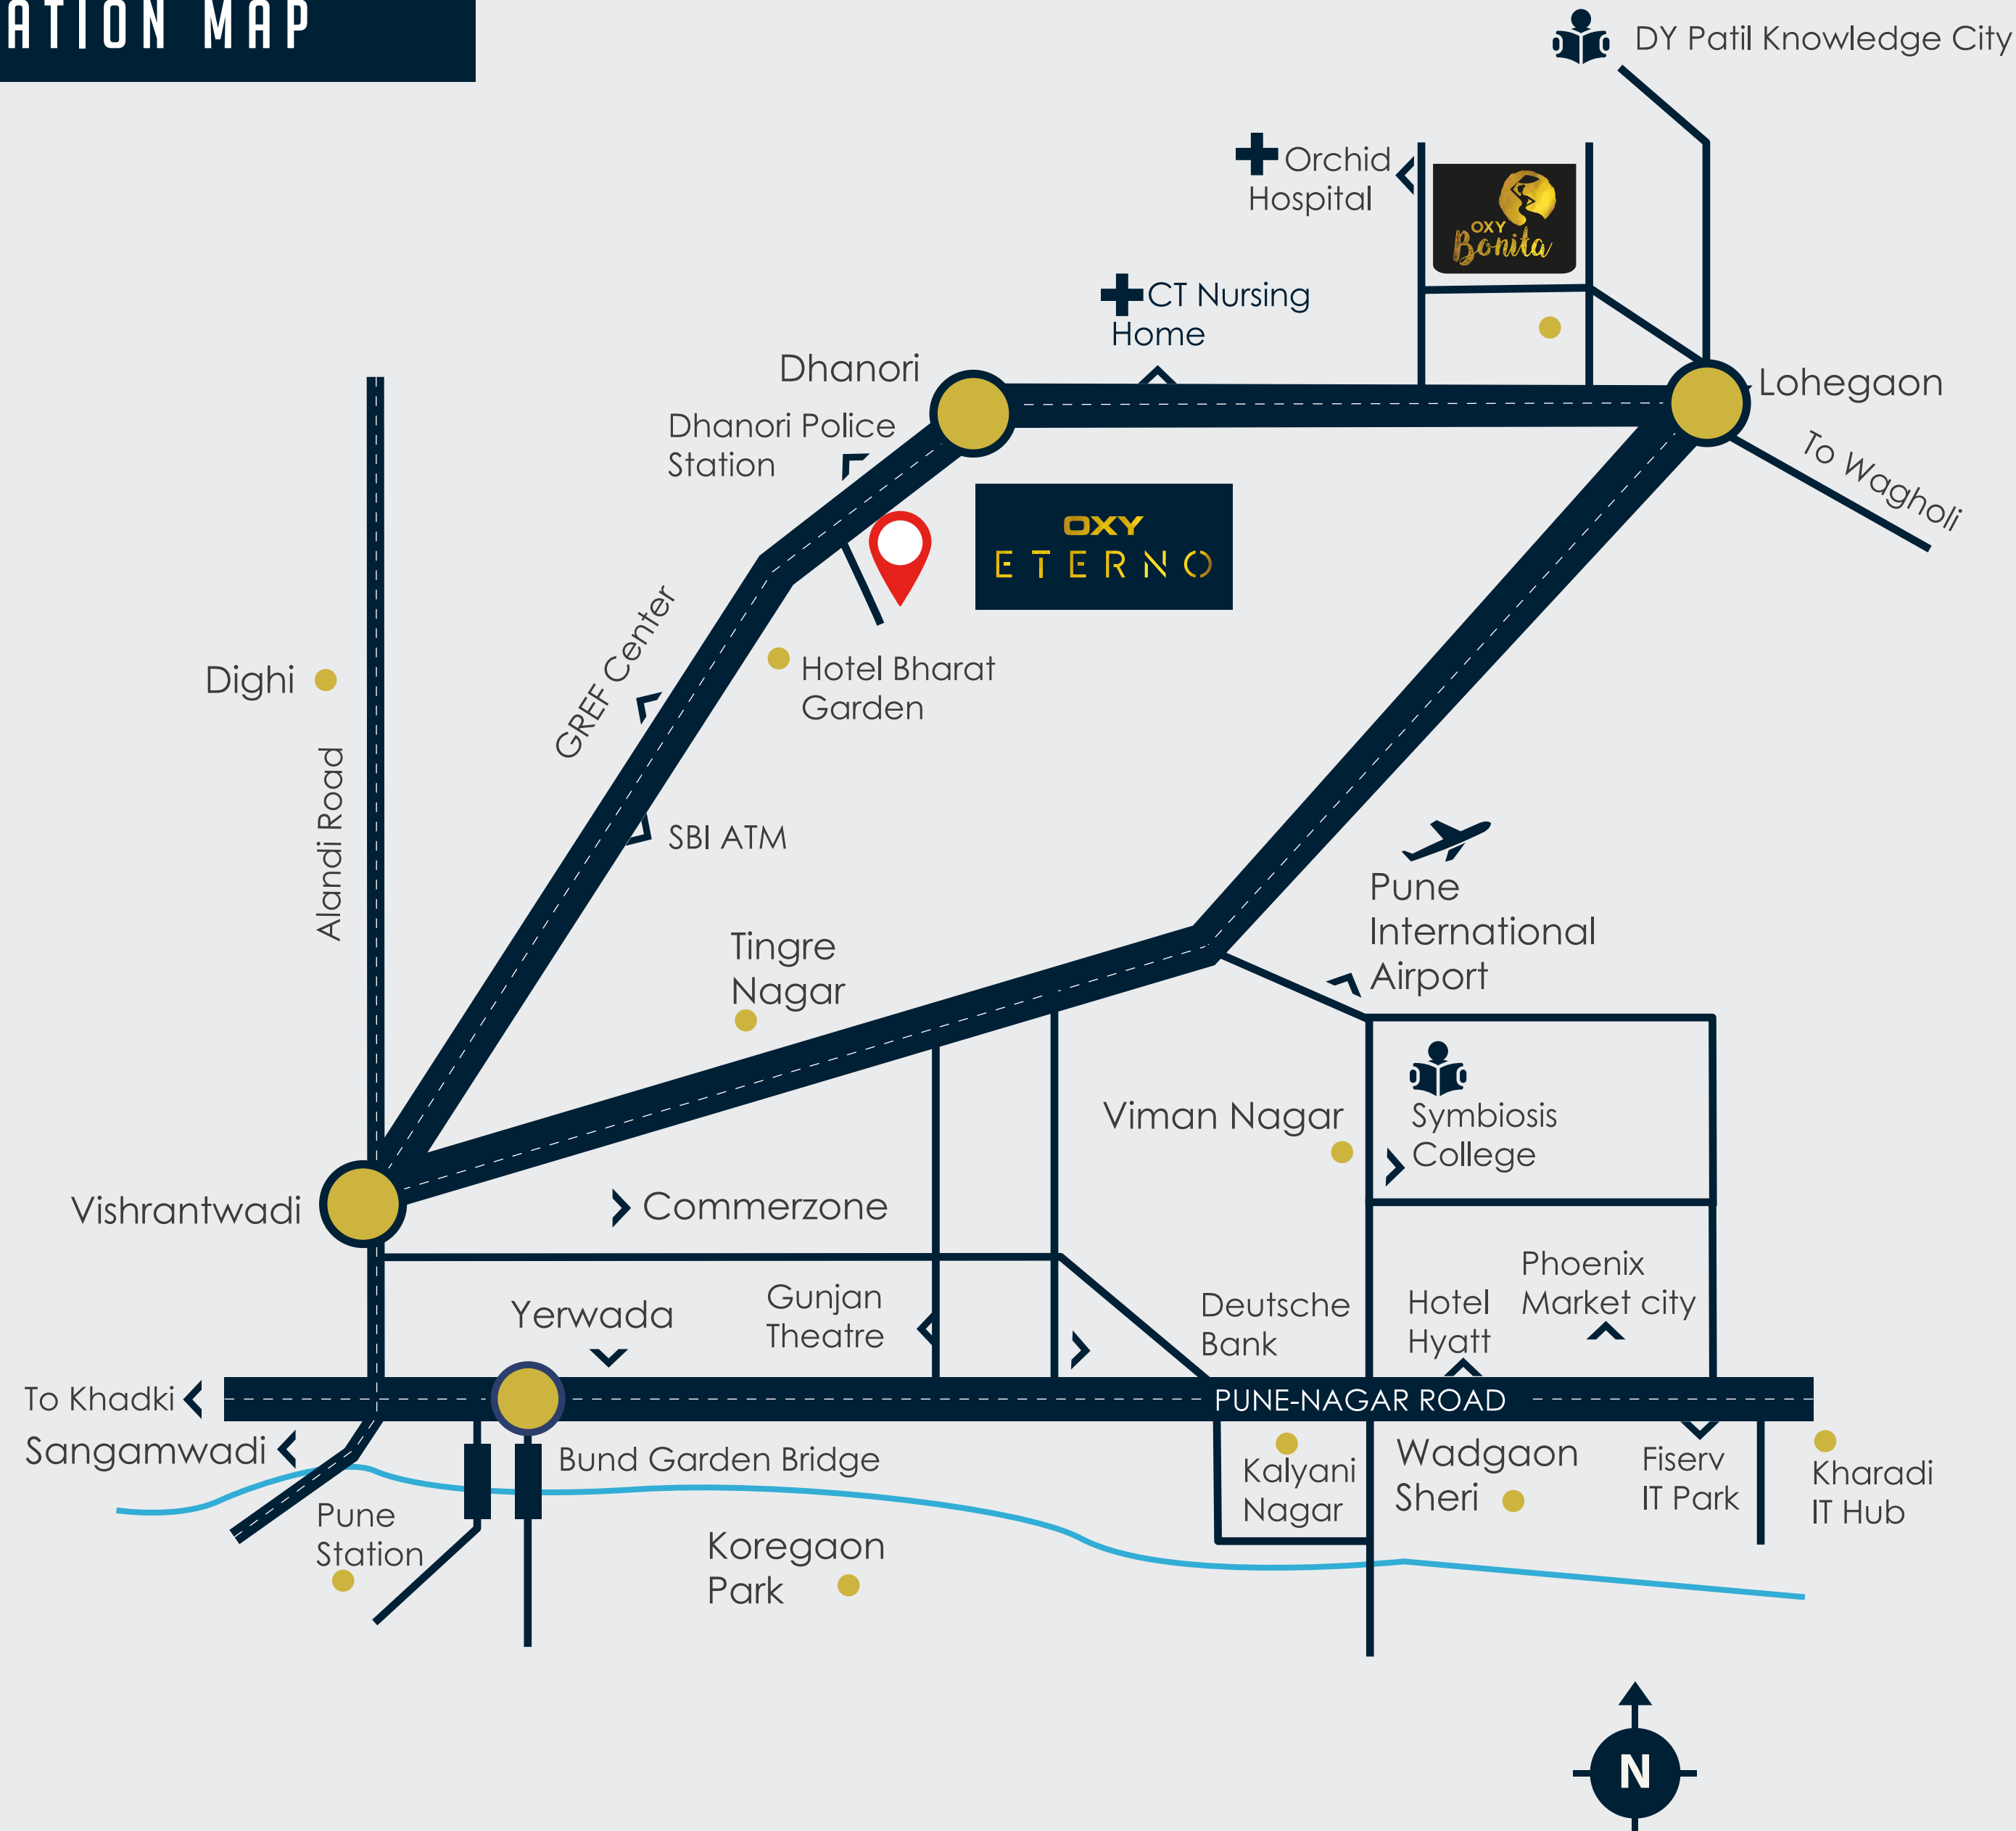 ATION MAP
DY Patil Knowledge City
Orchid
Hospital
OXY
Bonita
CT Nursing
Home
Dhanori
Lohegaon
Dhanori Police
Station
To Wagholi
OXY
ETERNO
GREF Center
Hotel Bharat
Garden
Dighi
Alandi Road
SBI ATM
Pune
International
Airport
Tingre
Nagar
Viman Nagar
Symbiosis
College
Vishrantwadi
Commerzone
Gunjan
Theatre
Yerwada
Deutsche
Bank
Hotel
Hyatt
Phoenix
Market city
To Khadki
PUNE-NAGAR ROAD
Sangamwadi
Bund Garden Bridge
Kalyani
Nagar
Wadgaon
Sheri
Fiserv
IT Park
Kharadi
IT Hub
Pune
Station
Koregaon
Park
N